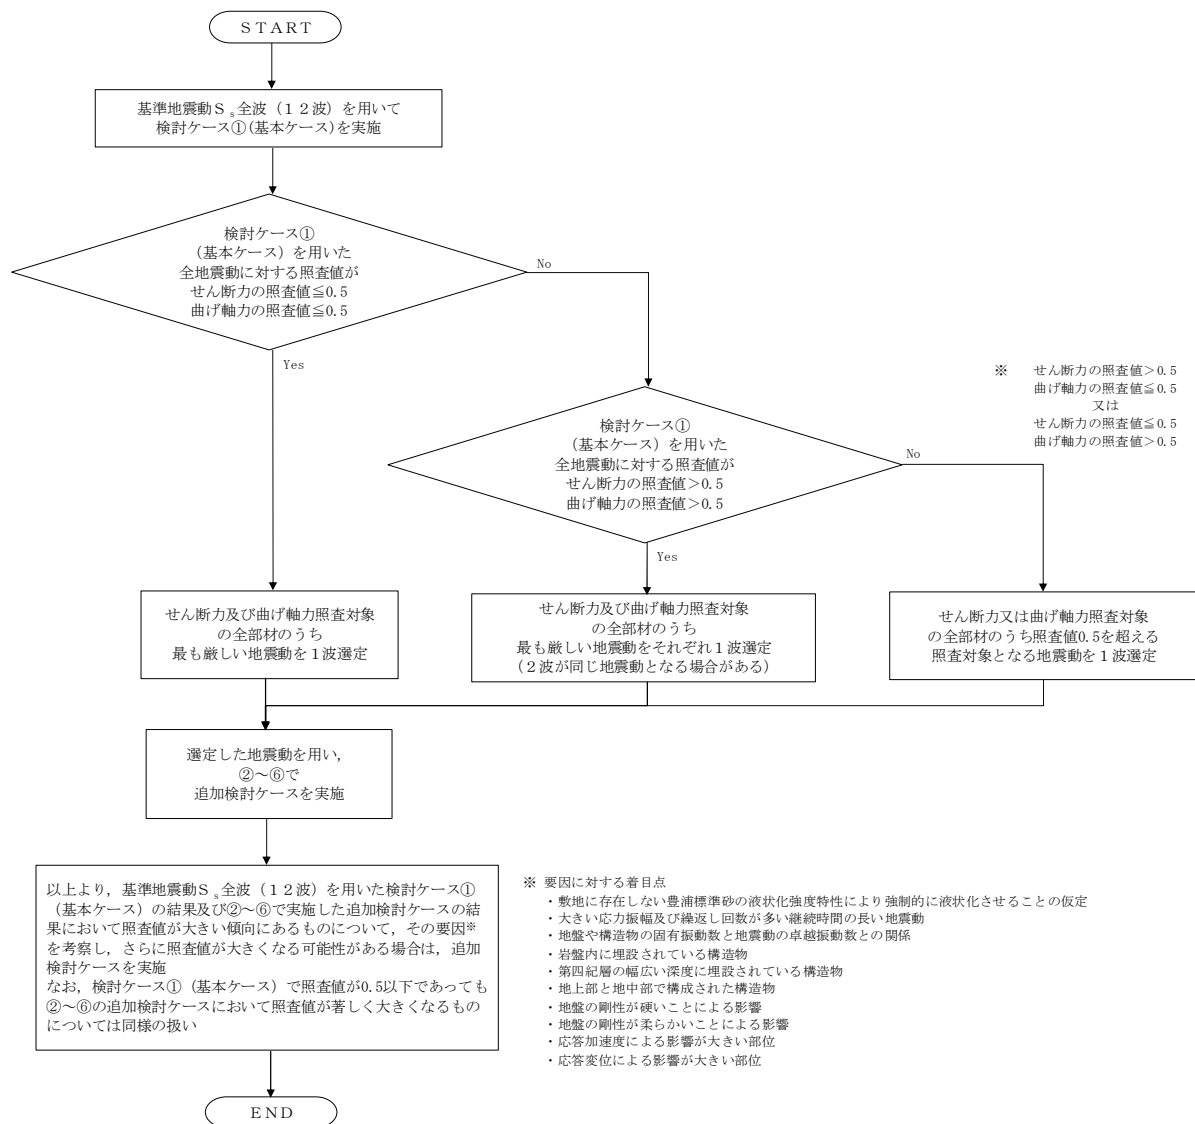 START
基準地震動Ｓｓ全波（１２波）を用いて
検討ケース①(基本ケース)を実施
検討ケース①
（基本ケース）を用いた
全地震動に対する照査値が
せん断力の照査値≦0.5
曲げ軸力の照査値≦0.5
No
Yes
※ せん断力の照査値＞0.5
曲げ軸力の照査値≦0.5
又は
せん断力の照査値≦0.5
曲げ軸力の照査値＞0.5
検討ケース①
（基本ケース）を用いた
全地震動に対する照査値が
せん断力の照査値＞0.5
曲げ軸力の照査値＞0.5
No
Yes
せん断力及び曲げ軸力照査対象
の全部材のうち
最も厳しい地震動を１波選定
せん断力及び曲げ軸力照査対象
の全部材のうち
最も厳しい地震動をそれぞれ１波選定
（２波が同じ地震動となる場合がある）
せん断力又は曲げ軸力照査対象
の全部材のうち照査値0.5を超える
照査対象となる地震動を１波選定
選定した地震動を用い，
②～⑥で
追加検討ケースを実施
以上より，基準地震動Ｓｓ全波（１２波）を用いた検討ケース①
（基本ケース）の結果及び②～⑥で実施した追加検討ケースの結
果において照査値が大きい傾向にあるものについて，その要因※
を考察し，さらに照査値が大きくなる可能性がある場合は，追加
検討ケースを実施
なお，検討ケース①（基本ケース）で照査値が0.5以下であっても
②～⑥の追加検討ケースにおいて照査値が著しく大きくなるもの
については同様の扱い
※ 要因に対する着目点
・敷地に存在しない豊浦標準砂の液状化強度特性により強制的に液状化させることの仮定
・大きい応力振幅及び繰返し回数が多い継続時間の長い地震動
・地盤や構造物の固有振動数と地震動の卓越振動数との関係
・岩盤内に埋設されている構造物
・第四紀層の幅広い深度に埋設されている構造物
・地上部と地中部で構成された構造物
・地盤の剛性が硬いことによる影響
・地盤の剛性が柔らかいことによる影響
・応答加速度による影響が大きい部位
・応答変位による影響が大きい部位
END